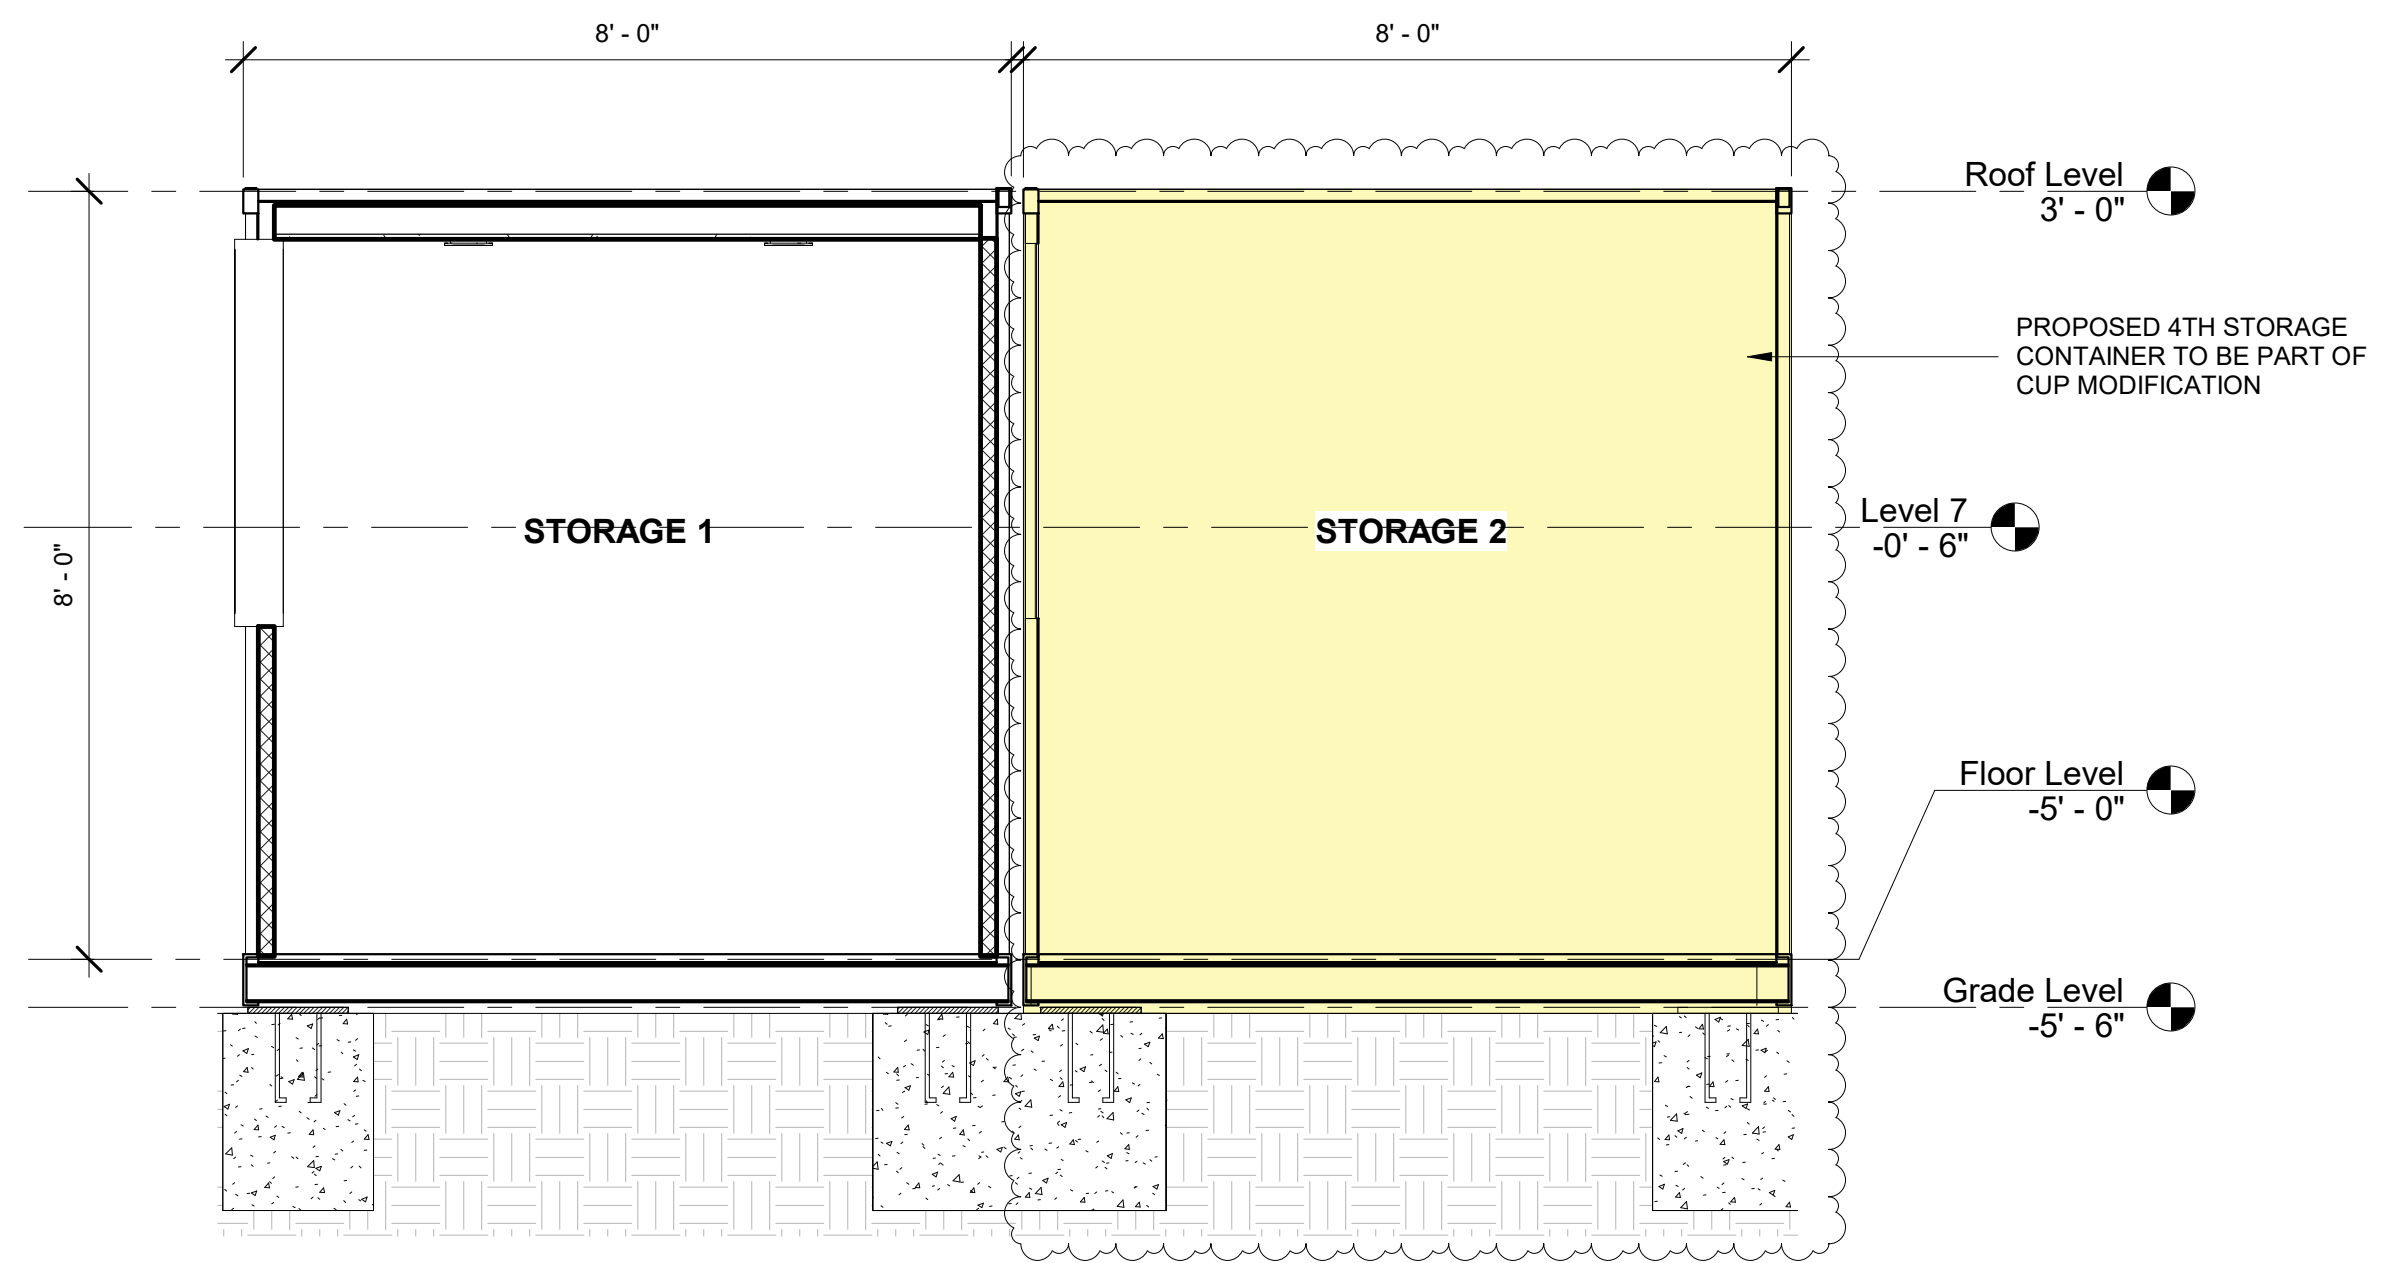 8' - 0"
8' - 0"
Roof Level
3' - 0"
PROPOSED 4TH STORAGE
CONTAINER TO BE PART OF
CUP MODIFICATION
8' - 0"
STORAGE 1
STORAGE 2
Level 7
-0' - 6"
Floor Level
-5' - 0"
Grade Level
-5' - 6"